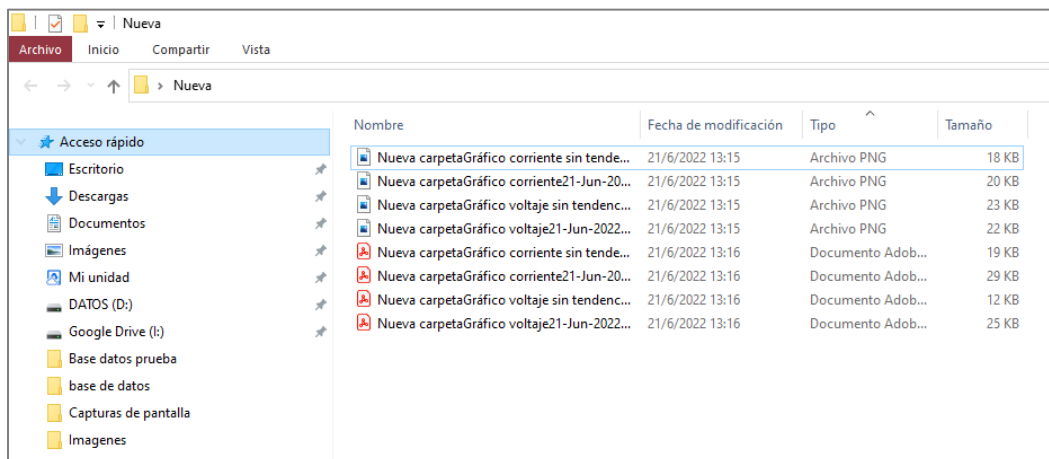 Nueva
Archivo Inicio Compartir Vista
Nueva
Nombre Fecha de modificación Tipo Tamaño
Acceso rápido
Escritorio
Descargas
Documentos
Imágenes
Mi unidad
DATOS (D:)
Google Drive (I:)
Base datos prueba
base de datos
Capturas de pantalla
Imagenes
Nueva carpetaGráfico corriente sin tende... 21/6/2022 13:15 Archivo PNG 18 KB
Nueva carpetaGráfico corriente21-Jun-20... 21/6/2022 13:15 Archivo PNG 20 KB
Nueva carpetaGráfico voltaje sin tendenc... 21/6/2022 13:15 Archivo PNG 23 KB
Nueva carpetaGráfico voltaje21-Jun-2022... 21/6/2022 13:15 Archivo PNG 22 KB
Nueva carpetaGráfico corriente sin tende... 21/6/2022 13:16 Documento Adob... 19 KB
Nueva carpetaGráfico corriente21-Jun-20... 21/6/2022 13:16 Documento Adob... 29 KB
Nueva carpetaGráfico voltaje sin tendenc... 21/6/2022 13:16 Documento Adob... 12 KB
Nueva carpetaGráfico voltaje21-Jun-2022... 21/6/2022 13:16 Documento Adob... 25 KB